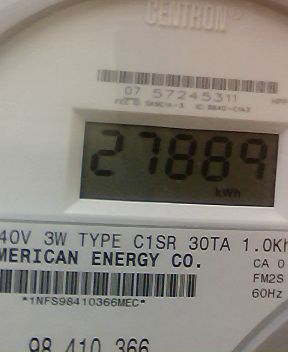 CENTRON®
07 57245311
27889
kWh
40V 3W TYPE C1SR 30TA 1.0Kh
MERICAN ENERGY CO.
CA 0
FM2S
60Hz
*1NFS98410366MEC*
98 410 366